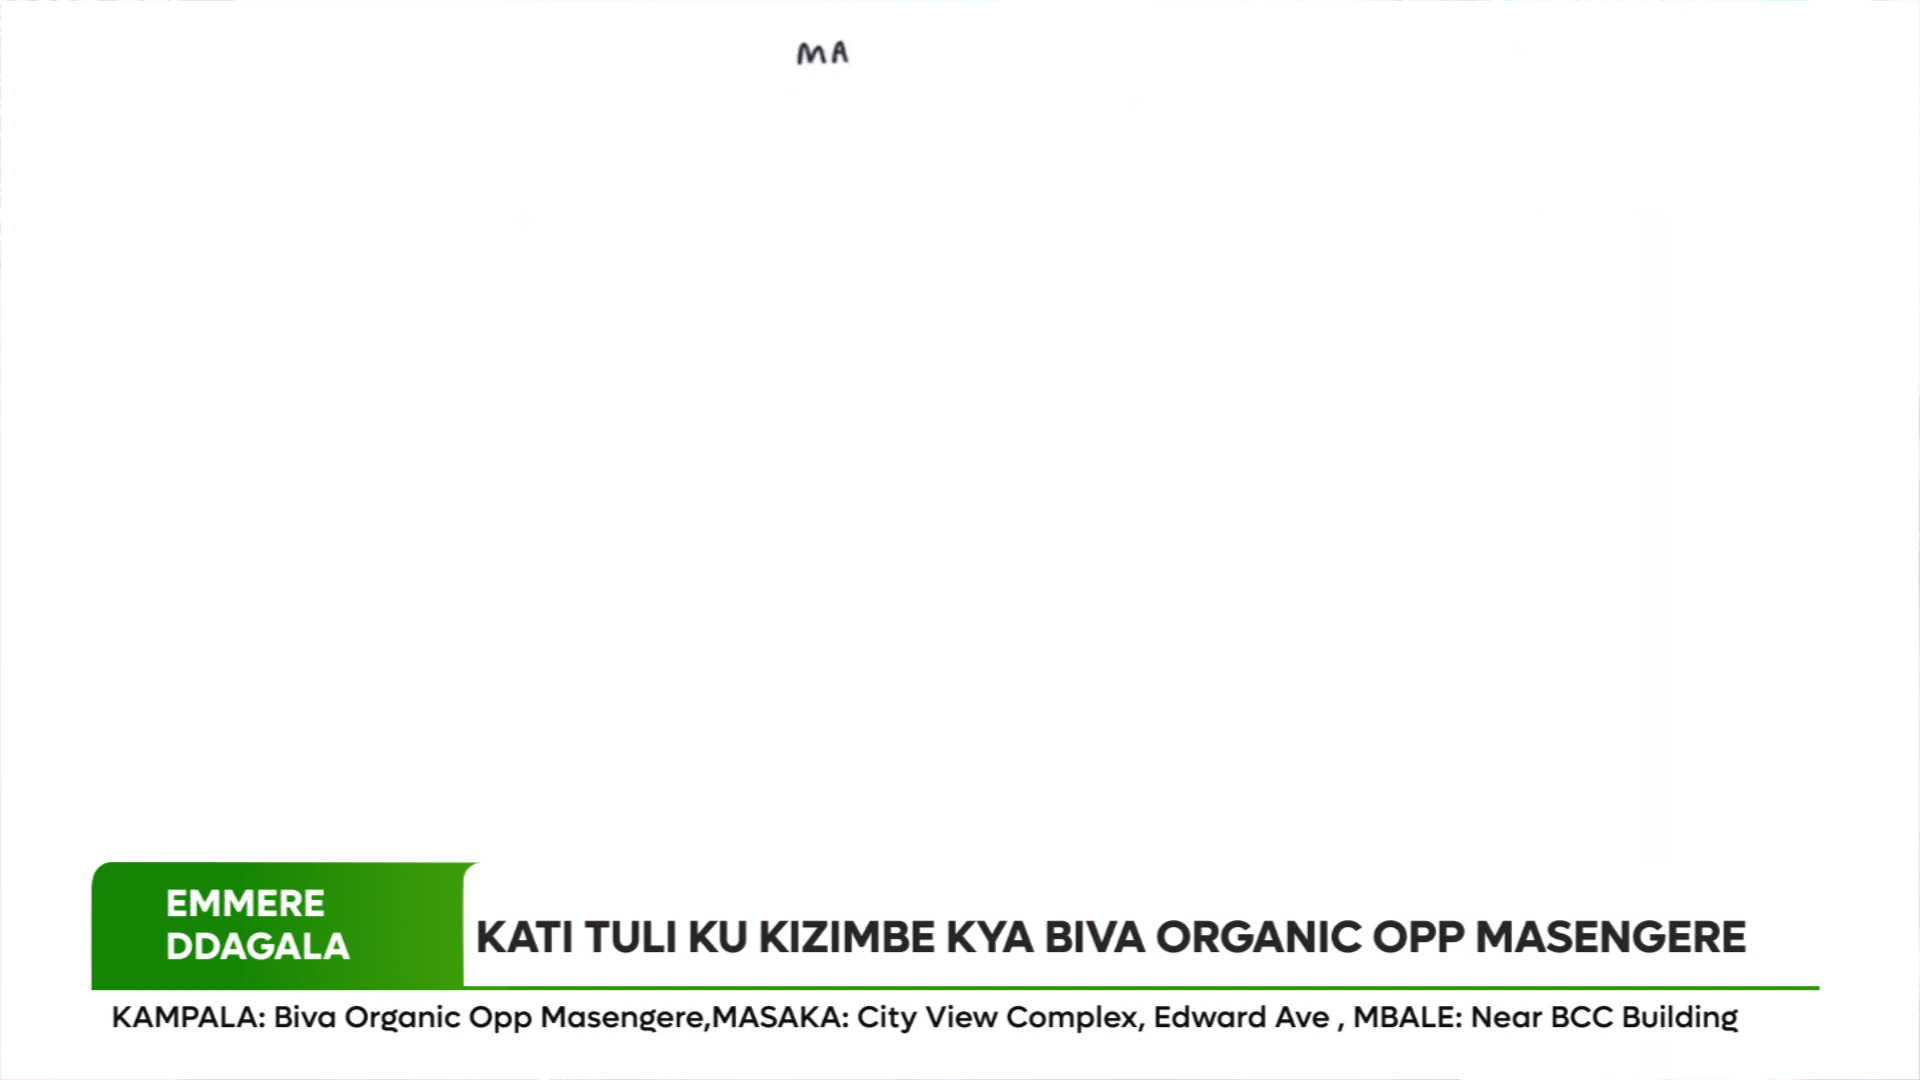 MA
EMMERE
DDAGALA
KATI TULI KU KIZIMBE KYA BIVA ORGANIC OPP MASENGERE
KAMPALA: Biva Organic Opp Masengere,MASAKA: City View Complex, Edward Ave , MBALE: Near BCC Building